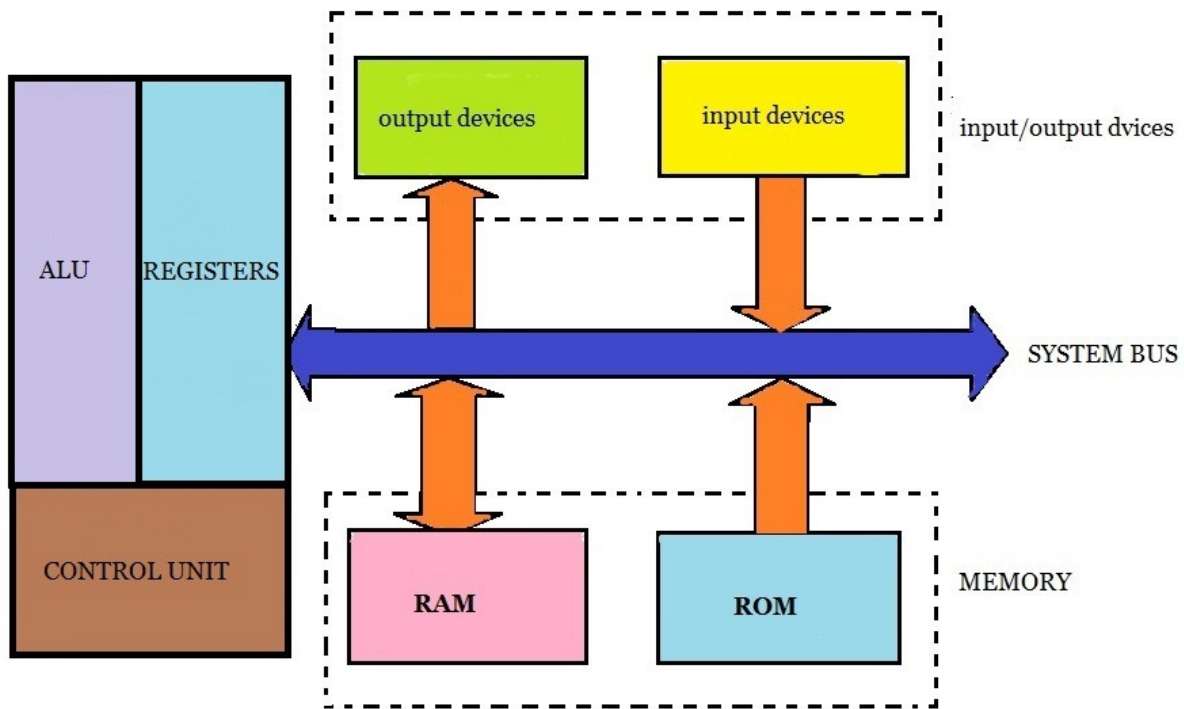 output devices
input devices
input/output dvices
ALU
REGISTERS
SYSTEM BUS
CONTROL UNIT
RAM
ROM
MEMORY